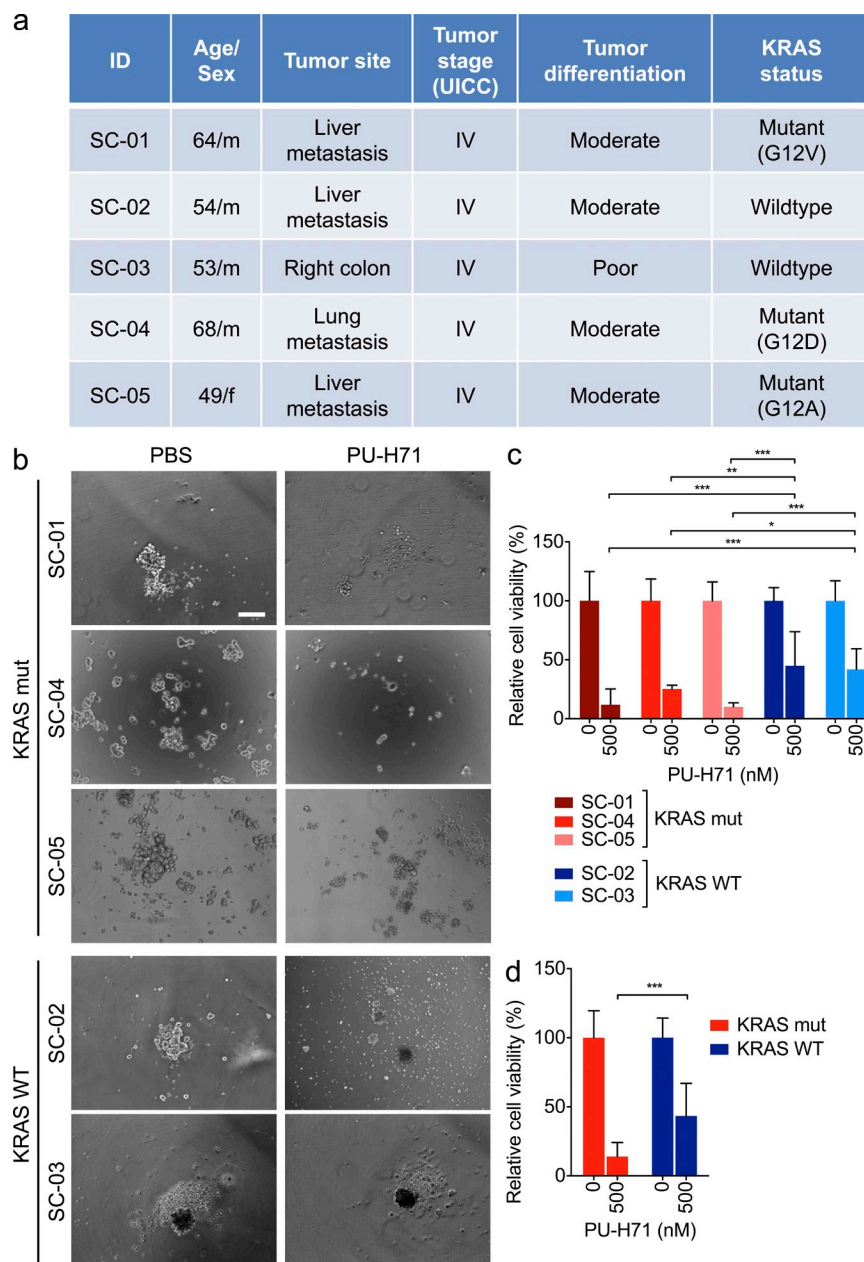 a
ID
Age/
Sex
Tumor site
Tumor
stage
(UICC)
Tumor
differentiation
KRAS
status
SC-01
64/m
Liver
metastasis
IV
Moderate
Mutant
(G12V)
SC-02
54/m
Liver
metastasis
IV
Moderate
Wildtype
SC-03
53/m
Right colon
IV
Poor
Wildtype
SC-04
68/m
Lung
metastasis
IV
Moderate
Mutant
(G12D)
SC-05
49/f
Liver
metastasis
IV
Moderate
Mutant
(G12A)
b
PBS
PU-H71
KRAS mut
SC-01
SC-04
SC-05
KRAS WT
SC-02
SC-03
c
***
**
***
***
*
***
Relative cell viability (%)
150
100
50
0
0
500
0
500
0
500
0
500
0
500
PU-H71 (nM)
SC-01
SC-04
SC-05
KRAS mut
SC-02
SC-03
KRAS WT
d
***
Relative cell viability (%)
150
100
50
0
0
500
0
500
PU-H71 (nM)
KRAS mut
KRAS WT